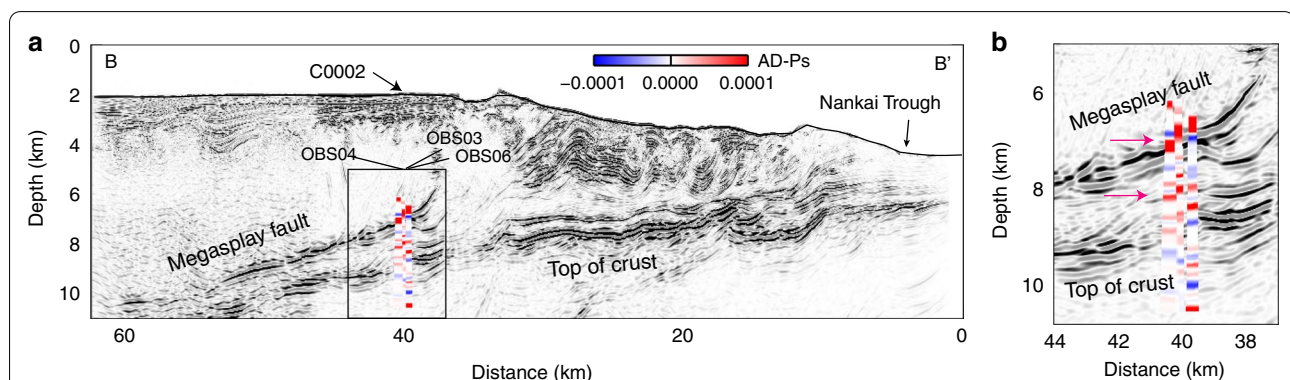 a
B
B'
AD-Ps
−0.0001 0.0000 0.0001
C0002
Nankai Trough
OBS03
OBS04
OBS06
Megasplay fault
Top of crust
Depth (km)
0
2
4
6
8
10
60 40 20 0
Distance (km)
b
Megasplay fault
Top of crust
Depth (km)
6
8
10
44 42 40 38
Distance (km)